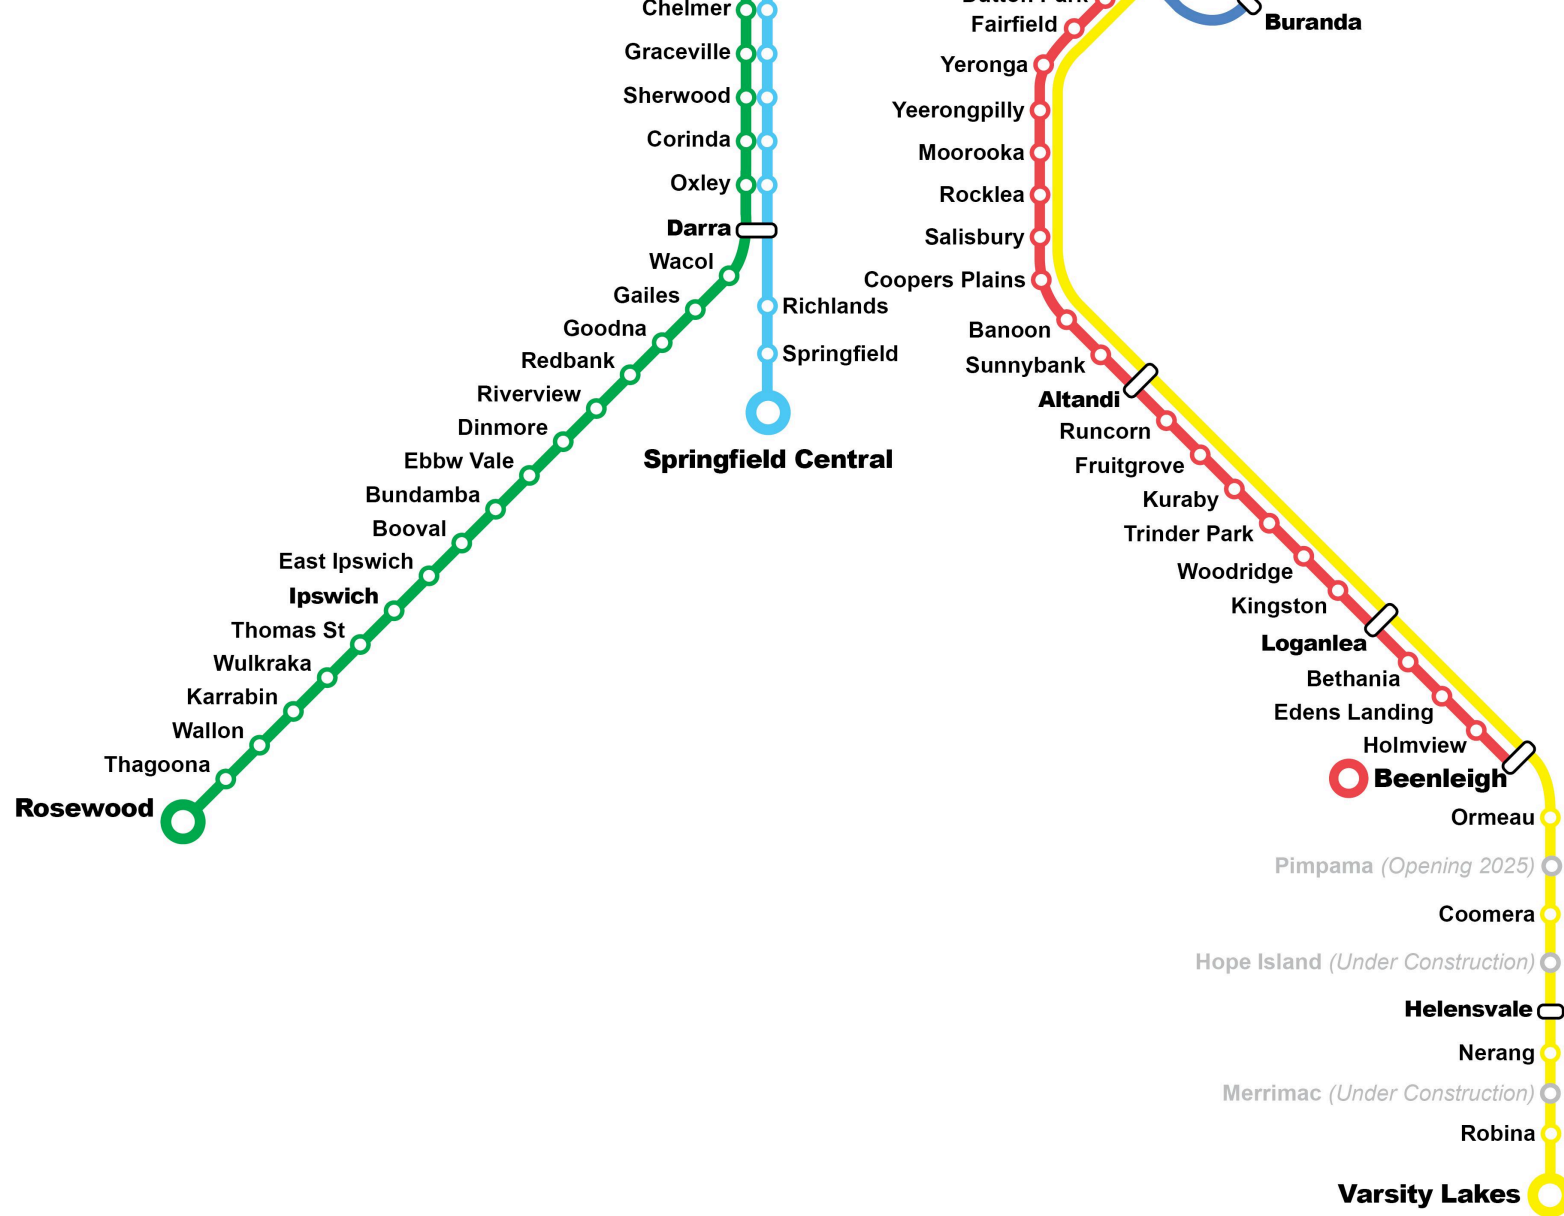 Chelmer
Graceville
Sherwood
Corinda
Oxley
Darra
Wacol
Gailes
Goodna
Redbank
Riverview
Dinmore
Ebbw Vale
Bundamba
Booval
East Ipswich
Ipswich
Thomas St
Wulkraka
Karrabin
Wallon
Thagoona
Rosewood
Richlands
Springfield
Springfield Central
Buranda
Fairfield
Yeronga
Yeerongpilly
Moorooka
Rocklea
Salisbury
Coopers Plains
Banoon
Sunnybank
Altandi
Runcorn
Fruitgrove
Kuraby
Trinder Park
Woodridge
Kingston
Loganlea
Bethania
Edens Landing
Holmview
Beenleigh
Ormeau
Pimpama (Opening 2025)
Coomera
Hope Island (Under Construction)
Helensvale
Nerang
Merrimac (Under Construction)
Robina
Varsity Lakes